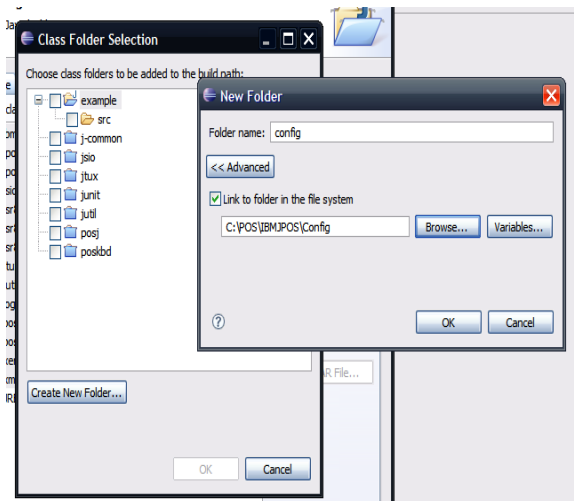 Class Folder Selection
Choose class folders to be added to the build path:
example
src
j-common
jsio
jtux
junit
jutil
posj
poskbd
Create New Folder...
OK
Cancel
New Folder
Folder name: config
<< Advanced
Link to folder in the file system
C:\POS\IBMJPOS\Config
Browse...
Variables...
OK
Cancel
AR File...